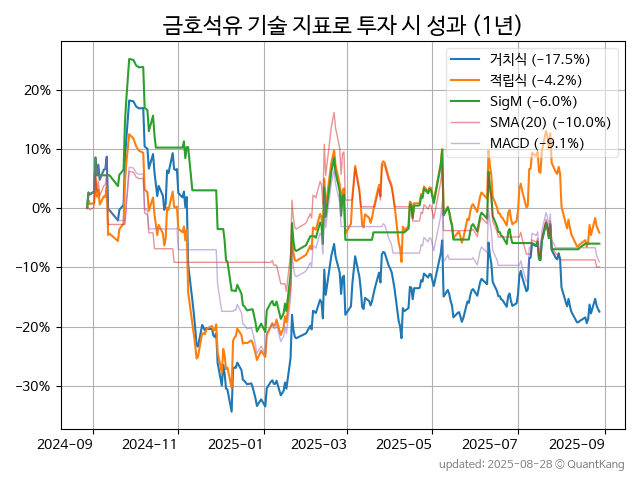 금호석유 기술 지표로 투자 시 성과 (1년)
거치식 (-17.5%)
적립식 (-4.2%)
SigM (-6.0%)
SMA(20) (-10.0%)
MACD (-9.1%)
20%
10%
0%
-10%
-20%
-30%
2024-09 2024-11 2025-01 2025-03 2025-05 2025-07 2025-09
updated: 2025-08-28 © QuantKang